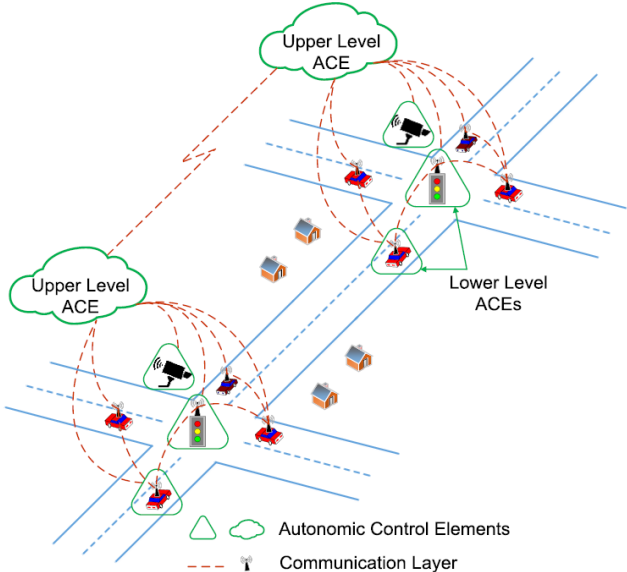 Upper Level
ACE
Upper Level
ACE
Lower Level
ACEs
Autonomic Control Elements
Communication Layer